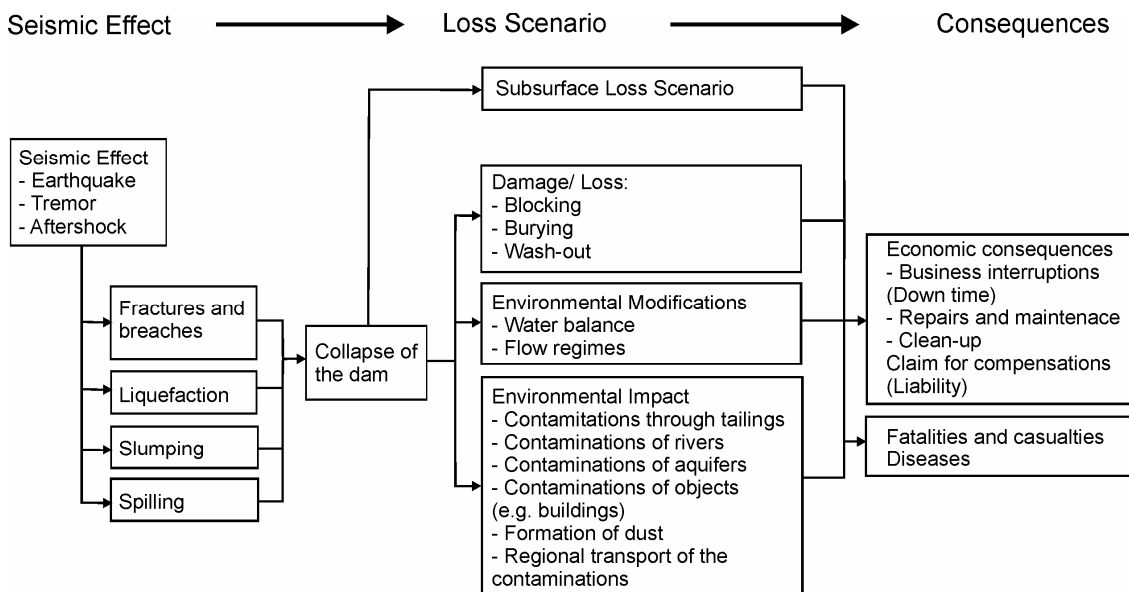 Seismic Effect
Loss Scenario
Consequences
Subsurface Loss Scenario
Seismic Effect
- Earthquake
- Tremor
- Aftershock
Damage/ Loss:
- Blocking
- Burying
- Wash-out
Fractures and
breaches
Liquefaction
Slumping
Spilling
Collapse of
the dam
Environmental Modifications
- Water balance
- Flow regimes
Environmental Impact
- Contamitations through tailings
- Contaminations of rivers
- Contaminations of aquifers
- Contaminations of objects
(e.g. buildings)
- Formation of dust
- Regional transport of the
contaminations
Economic consequences
- Business interruptions
(Down time)
- Repairs and maintenace
- Clean-up
Claim for compensations
(Liability)
Fatalities and casualties
Diseases